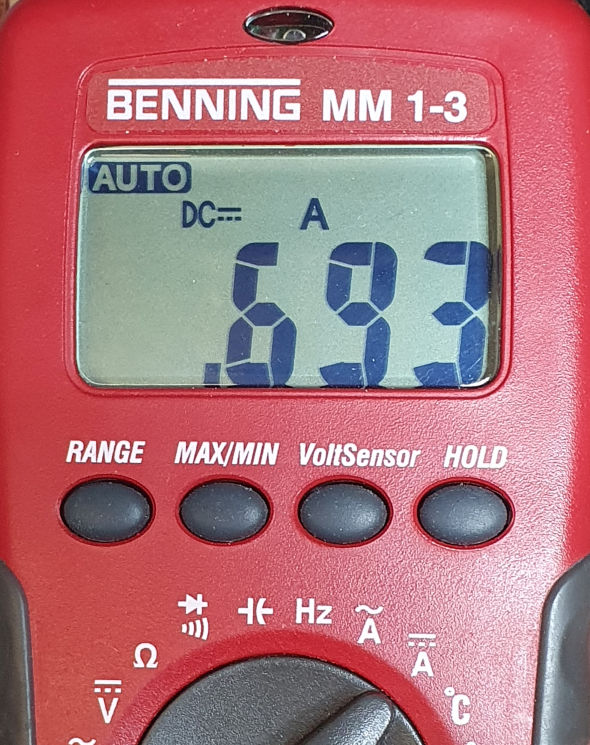 BENNING MM 1-3
AUTO
DC A
.693
RANGE MAX/MIN VoltSensor HOLD
Hz
Ã
Ω A
V °C